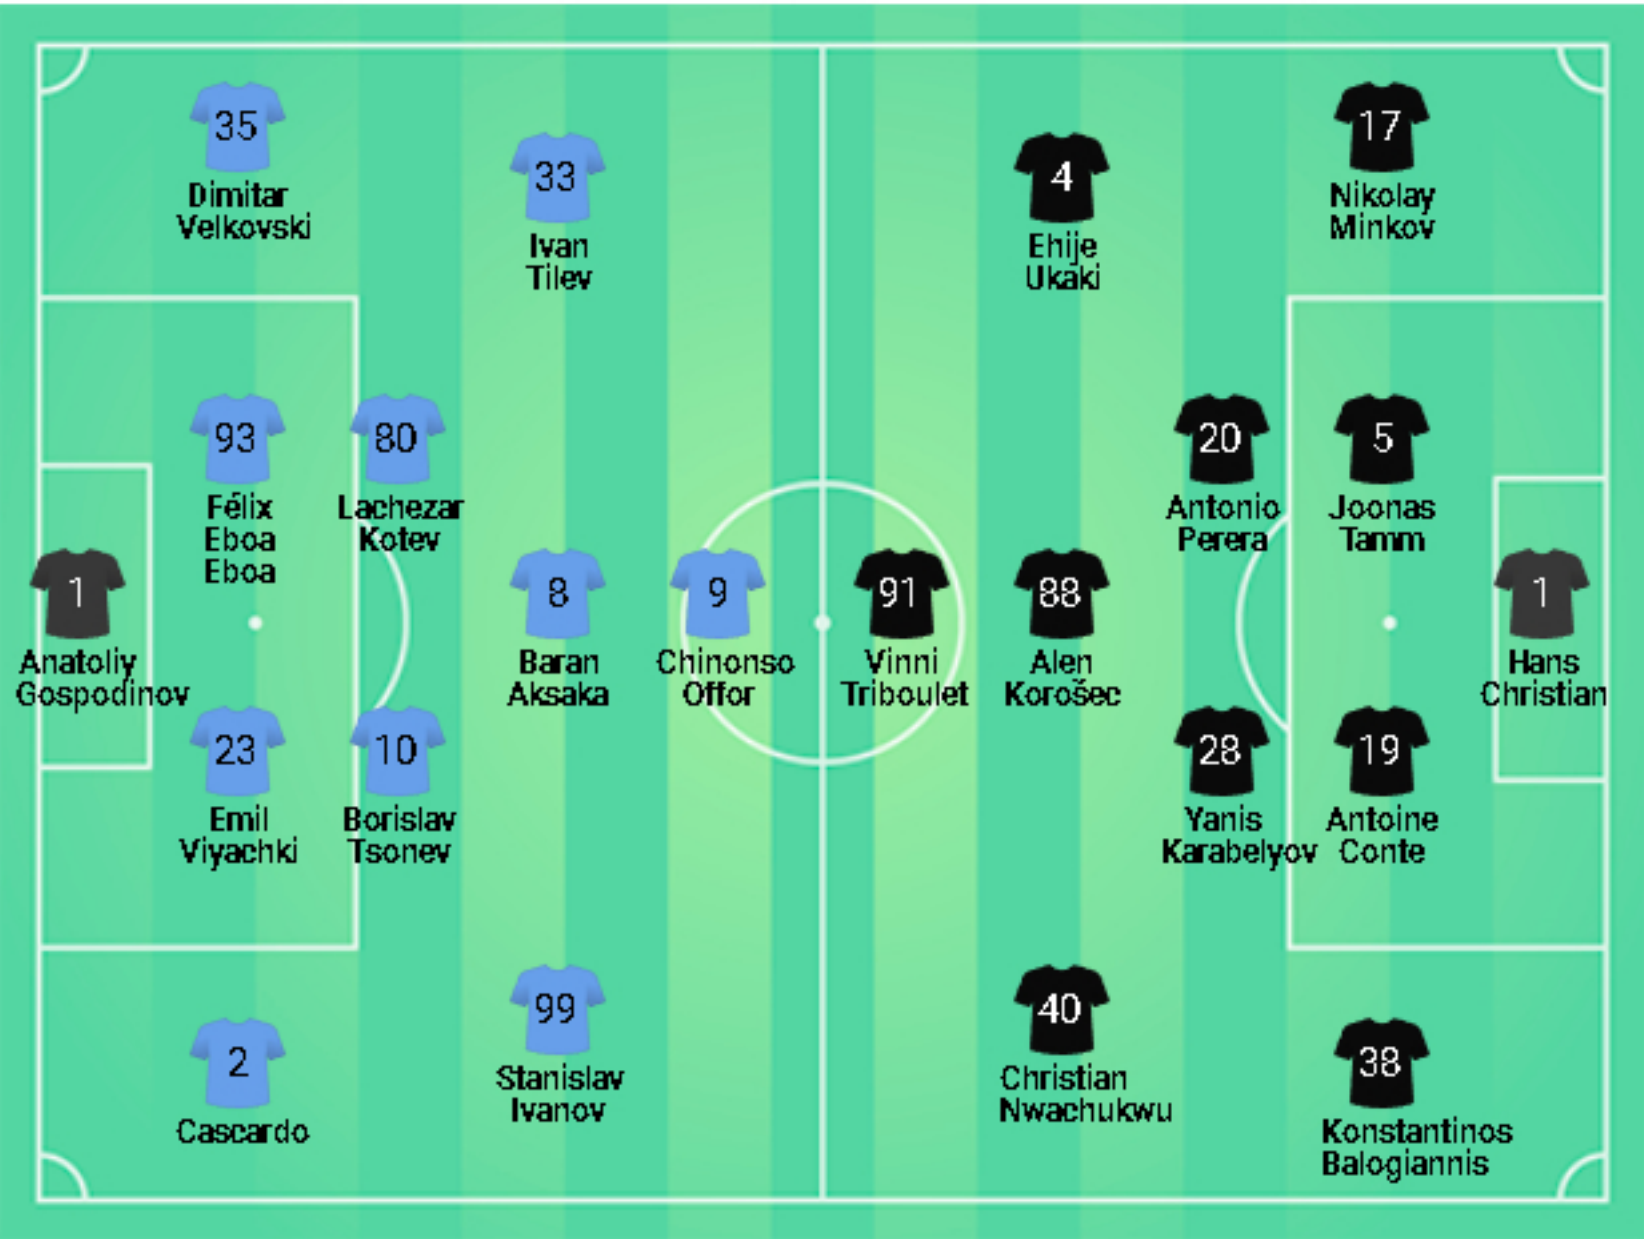 35
Dimitar
Velkovski
33
Ivan
Tilev
4
Ehije
Ukaki
17
Nikolay
Minkov
93
Félix
Eboa
Eboa
80
Lachezar
Kotev
20
Antonio
Perera
5
Joonas
Tamm
1
Anatoliy
Gospodinov
8
Baran
Aksaka
9
Chinonso
Offor
91
Vinni
Triboulet
88
Alen
Korošec
1
Hans
Christian
23
Emil
Viyachki
10
Borislav
Tsonev
28
Yanis
Karabelyov
19
Antoine
Conte
2
Cascardo
99
Stanislav
Ivanov
40
Christian
Nwachukwu
38
Konstantinos
Balogiannis